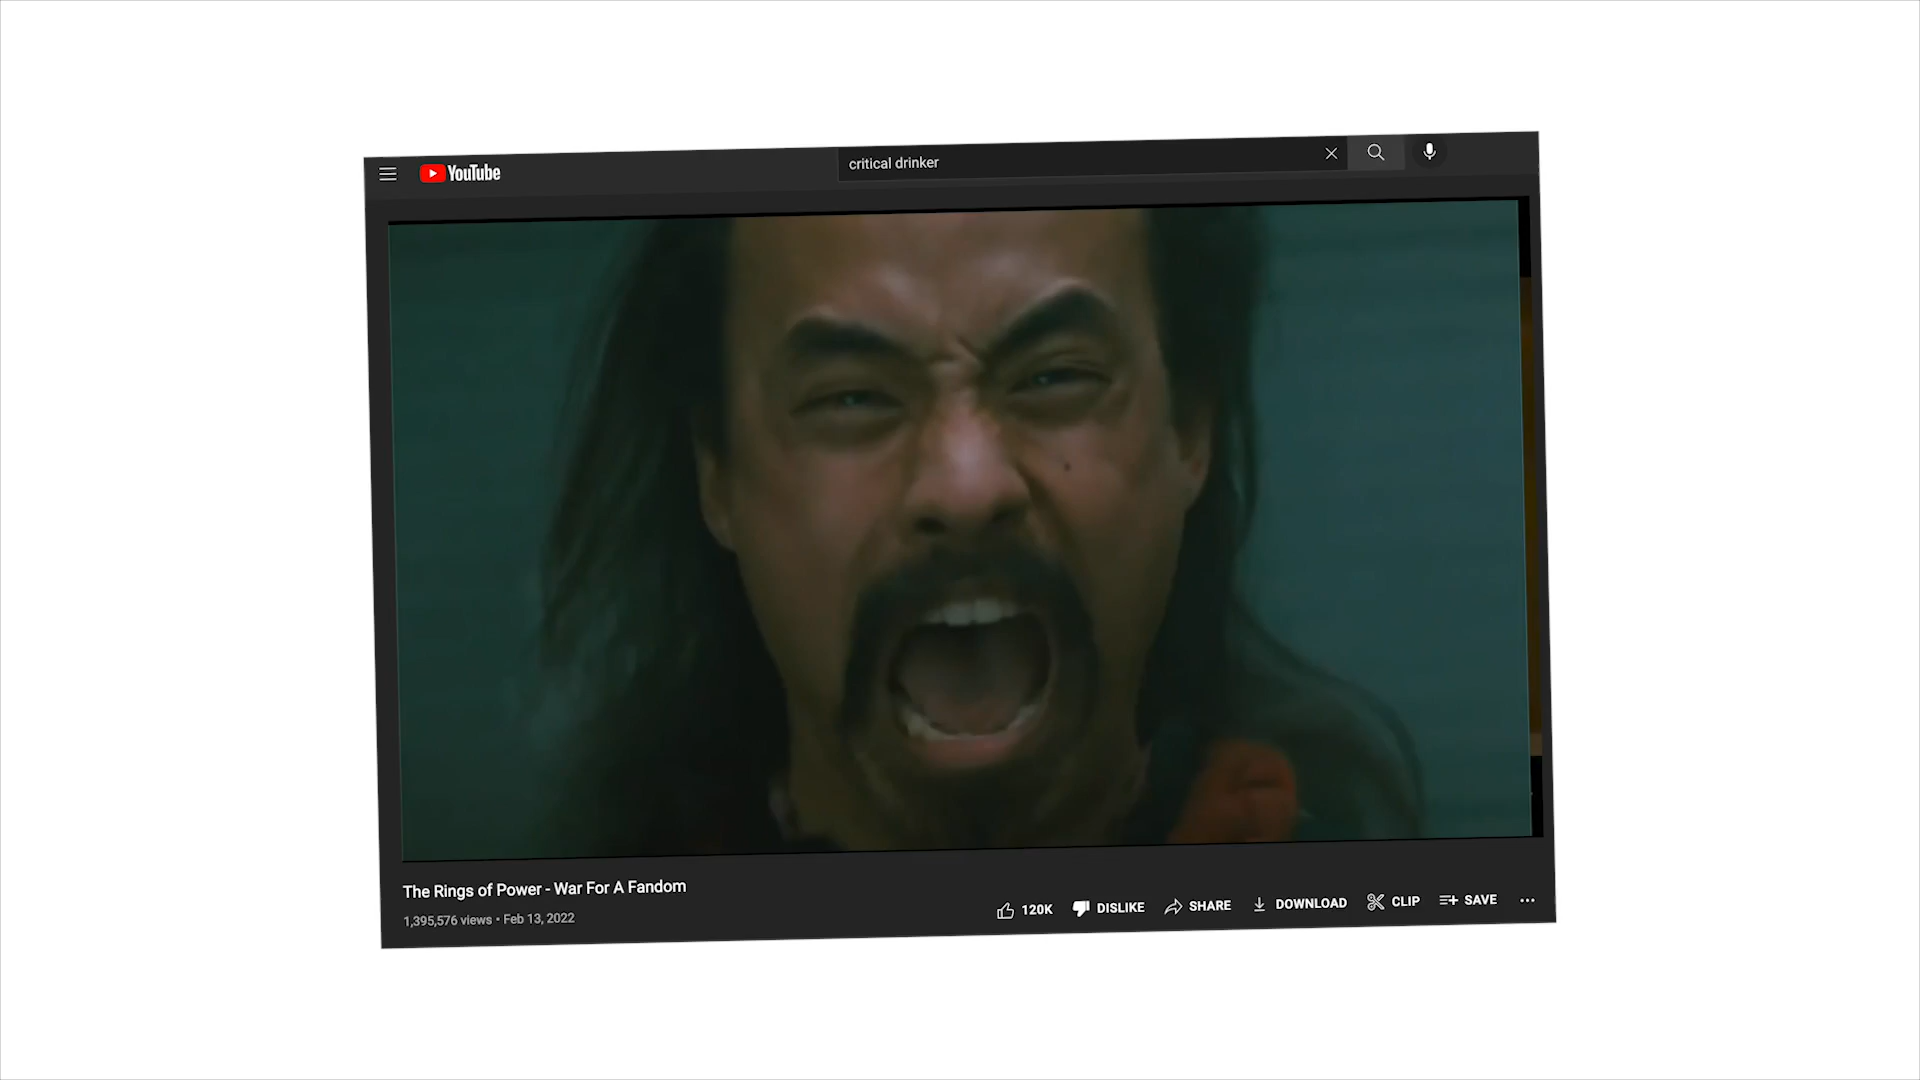 YouTube
critical drinker
The Rings of Power - War For A Fandom
1,395,576 views • Feb 13, 2022
120K DISLIKE SHARE DOWNLOAD CLIP SAVE